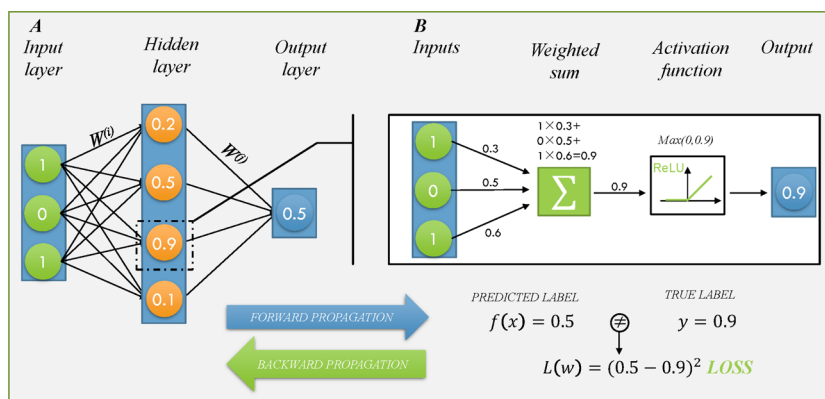 A
Input
layer
Hidden
layer
Output
layer
W(i)
W(j)
1
0
1
0.2
0.5
0.9
0.1
0.5
B
Inputs
Weighted
sum
Activation
function
Output
1
0
1
0.3
0.5
0.6
1×0.3+
0×0.5+
1×0.6=0.9
Σ
0.9
Max(0,0.9)
ReLU
0.9
FORWARD PROPAGATION
BACKWARD PROPAGATION
PREDICTED LABEL
TRUE LABEL
f(x) = 0.5 ≠ y = 0.9
L(w) = (0.5 − 0.9)² LOSS